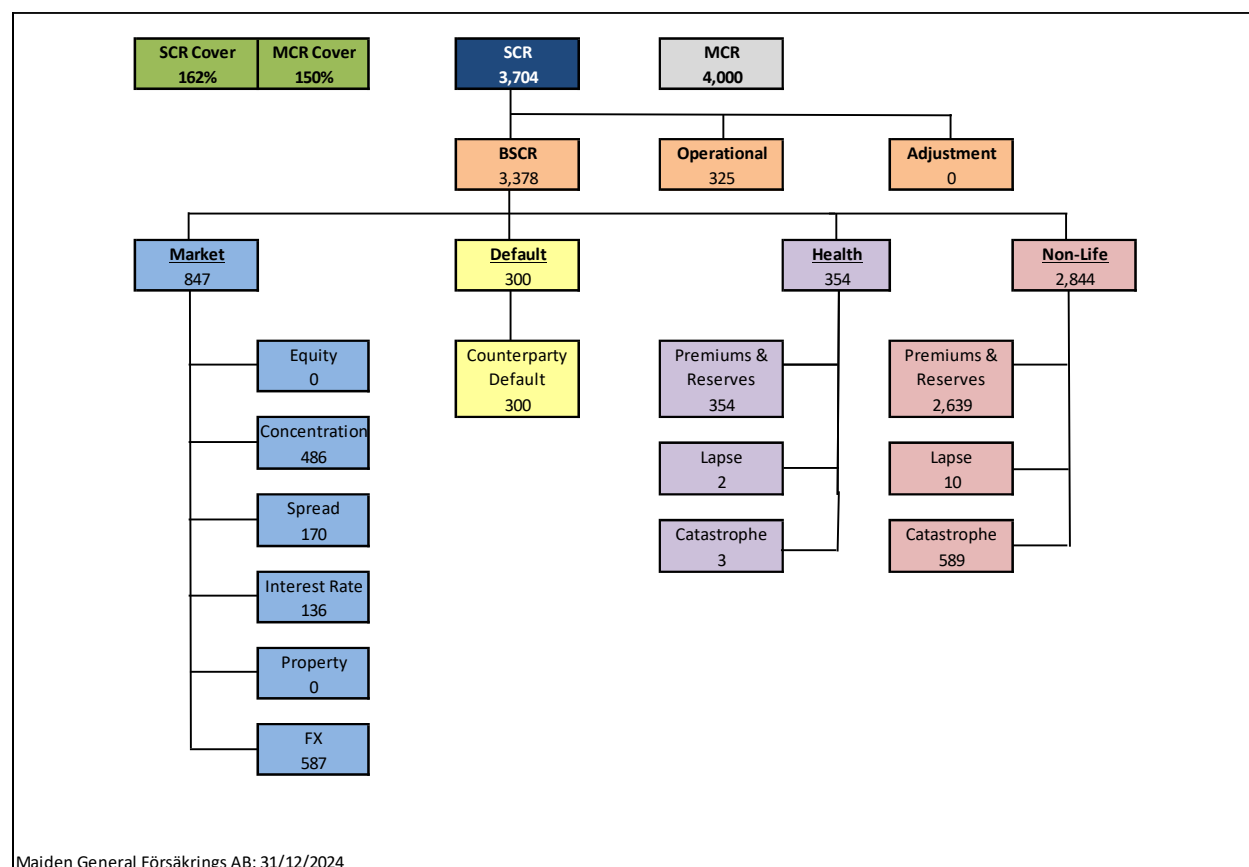 SCR Cover
162%
MCR Cover
150%
SCR
3,704
MCR
4,000
BSCR
3,378
Operational
325
Adjustment
0
Market
847
Default
300
Health
354
Non-Life
2,844
Equity
0
Concentration
486
Spread
170
Interest Rate
136
Property
0
FX
587
Counterparty
Default
300
Premiums &
Reserves
354
Lapse
2
Catastrophe
3
Premiums &
Reserves
2,639
Lapse
10
Catastrophe
589
Maiden General Försäkrings AB: 31/12/2024